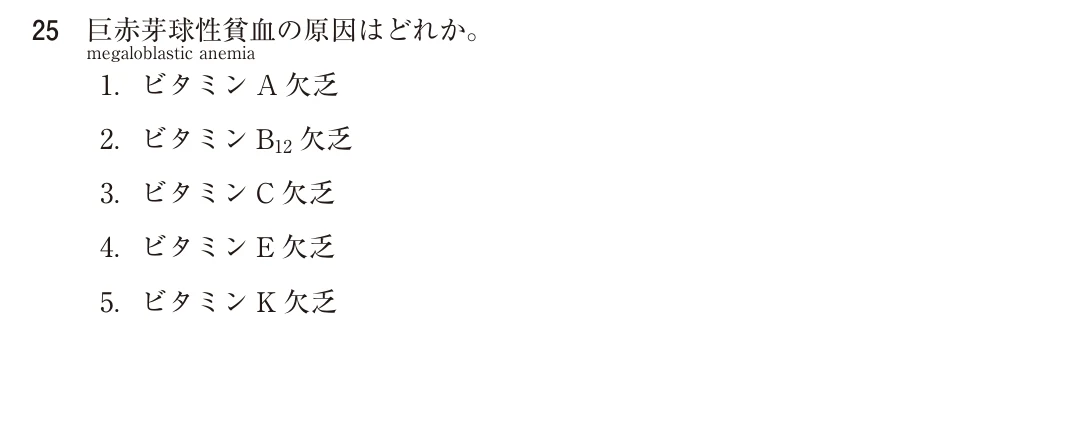 25 巨赤芽球性貧血の原因はどれか。
megaloblastic anemia
1. ビタミン A 欠乏
2. ビタミン B₁₂ 欠乏
3. ビタミン C 欠乏
4. ビタミン E 欠乏
5. ビタミン K 欠乏